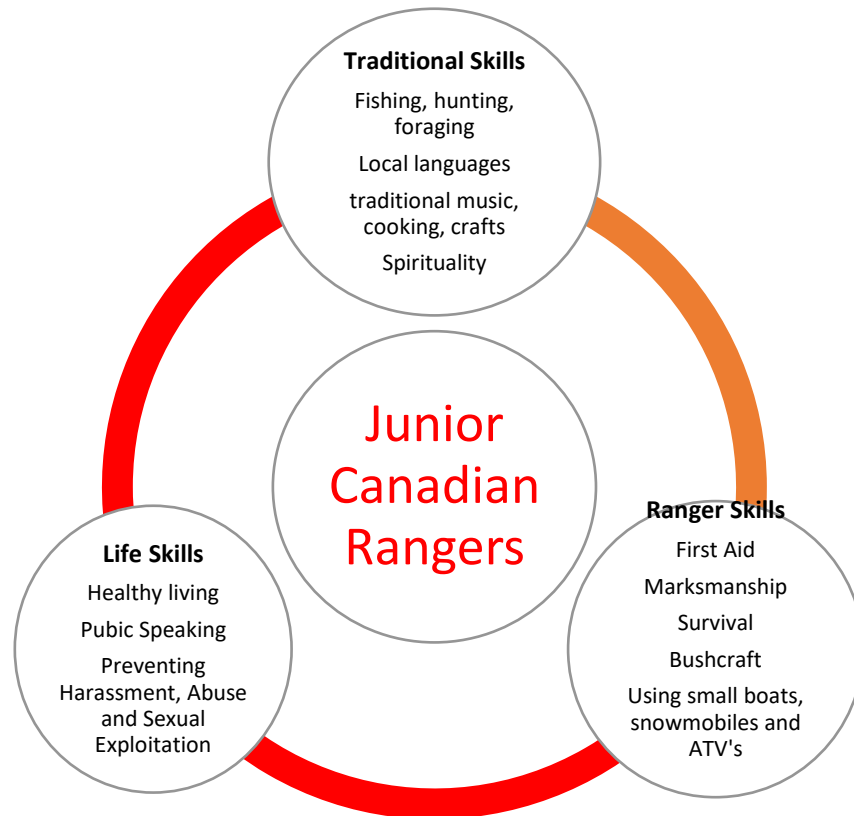 Traditional Skills
Fishing, hunting,
foraging
Local languages
traditional music,
cooking, crafts
Spirituality
Junior
Canadian
Rangers
Life Skills
Healthy living
Pubic Speaking
Preventing
Harassment, Abuse
and Sexual
Exploitation
Ranger Skills
First Aid
Marksmanship
Survival
Bushcraft
Using small boats,
snowmobiles and
ATV's